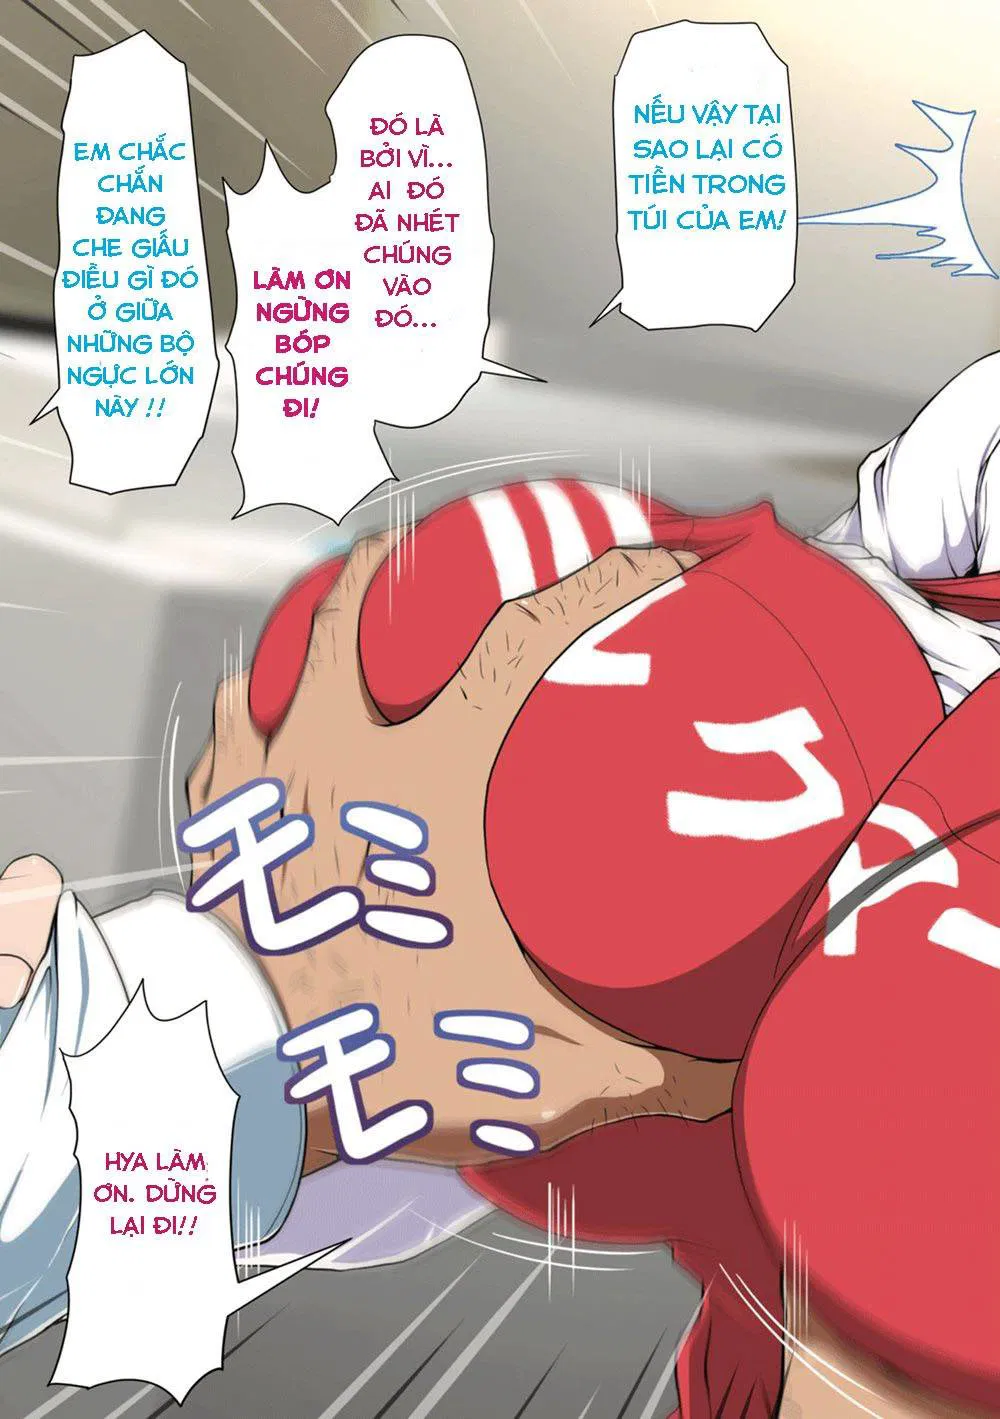 NẾU VẬY TẠI
SAO LẠI CÓ
TIỀN TRONG
TÚI CỦA EM!
ĐÓ LÀ
BỞI VÌ...
AI ĐÓ
ĐÃ NHÉT
CHÚNG
VÀO
ĐÓ...
LÀM ƠN
NGỪNG
BÓP
CHÚNG
ĐI!
EM CHẮC
CHẮN
ĐANG
CHE GIẤU
ĐIỀU GÌ ĐÓ
Ở GIỮA
NHỮNG BỘ
NGỰC LỚN
NÀY !!
モミ
モミ
HYA LÀM
ƠN. DỪNG
LẠI ĐI!!